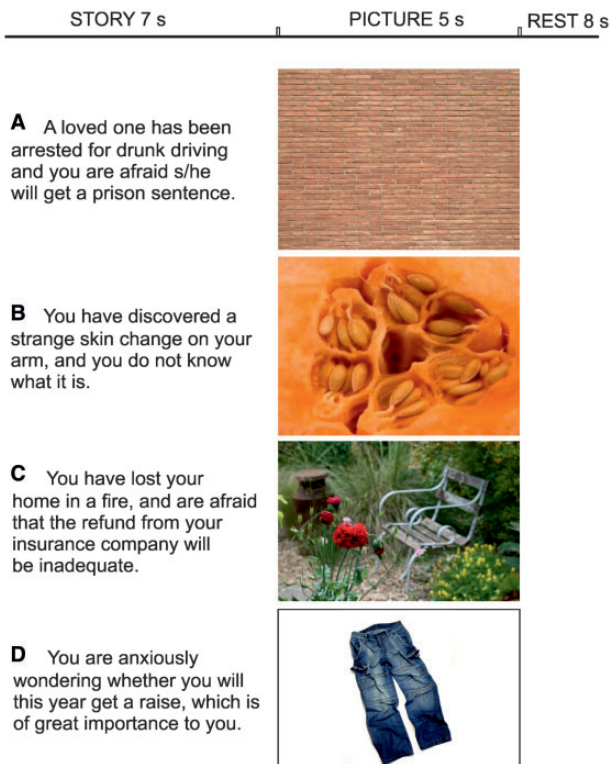 STORY 7 s PICTURE 5 s REST 8 s
A A loved one has been
arrested for drunk driving
and you are afraid s/he
will get a prison sentence.
B You have discovered a
strange skin change on your
arm, and you do not know
what it is.
C You have lost your
home in a fire, and are afraid
that the refund from your
insurance company will
be inadequate.
D You are anxiously
wondering whether you will
this year get a raise, which is
of great importance to you.